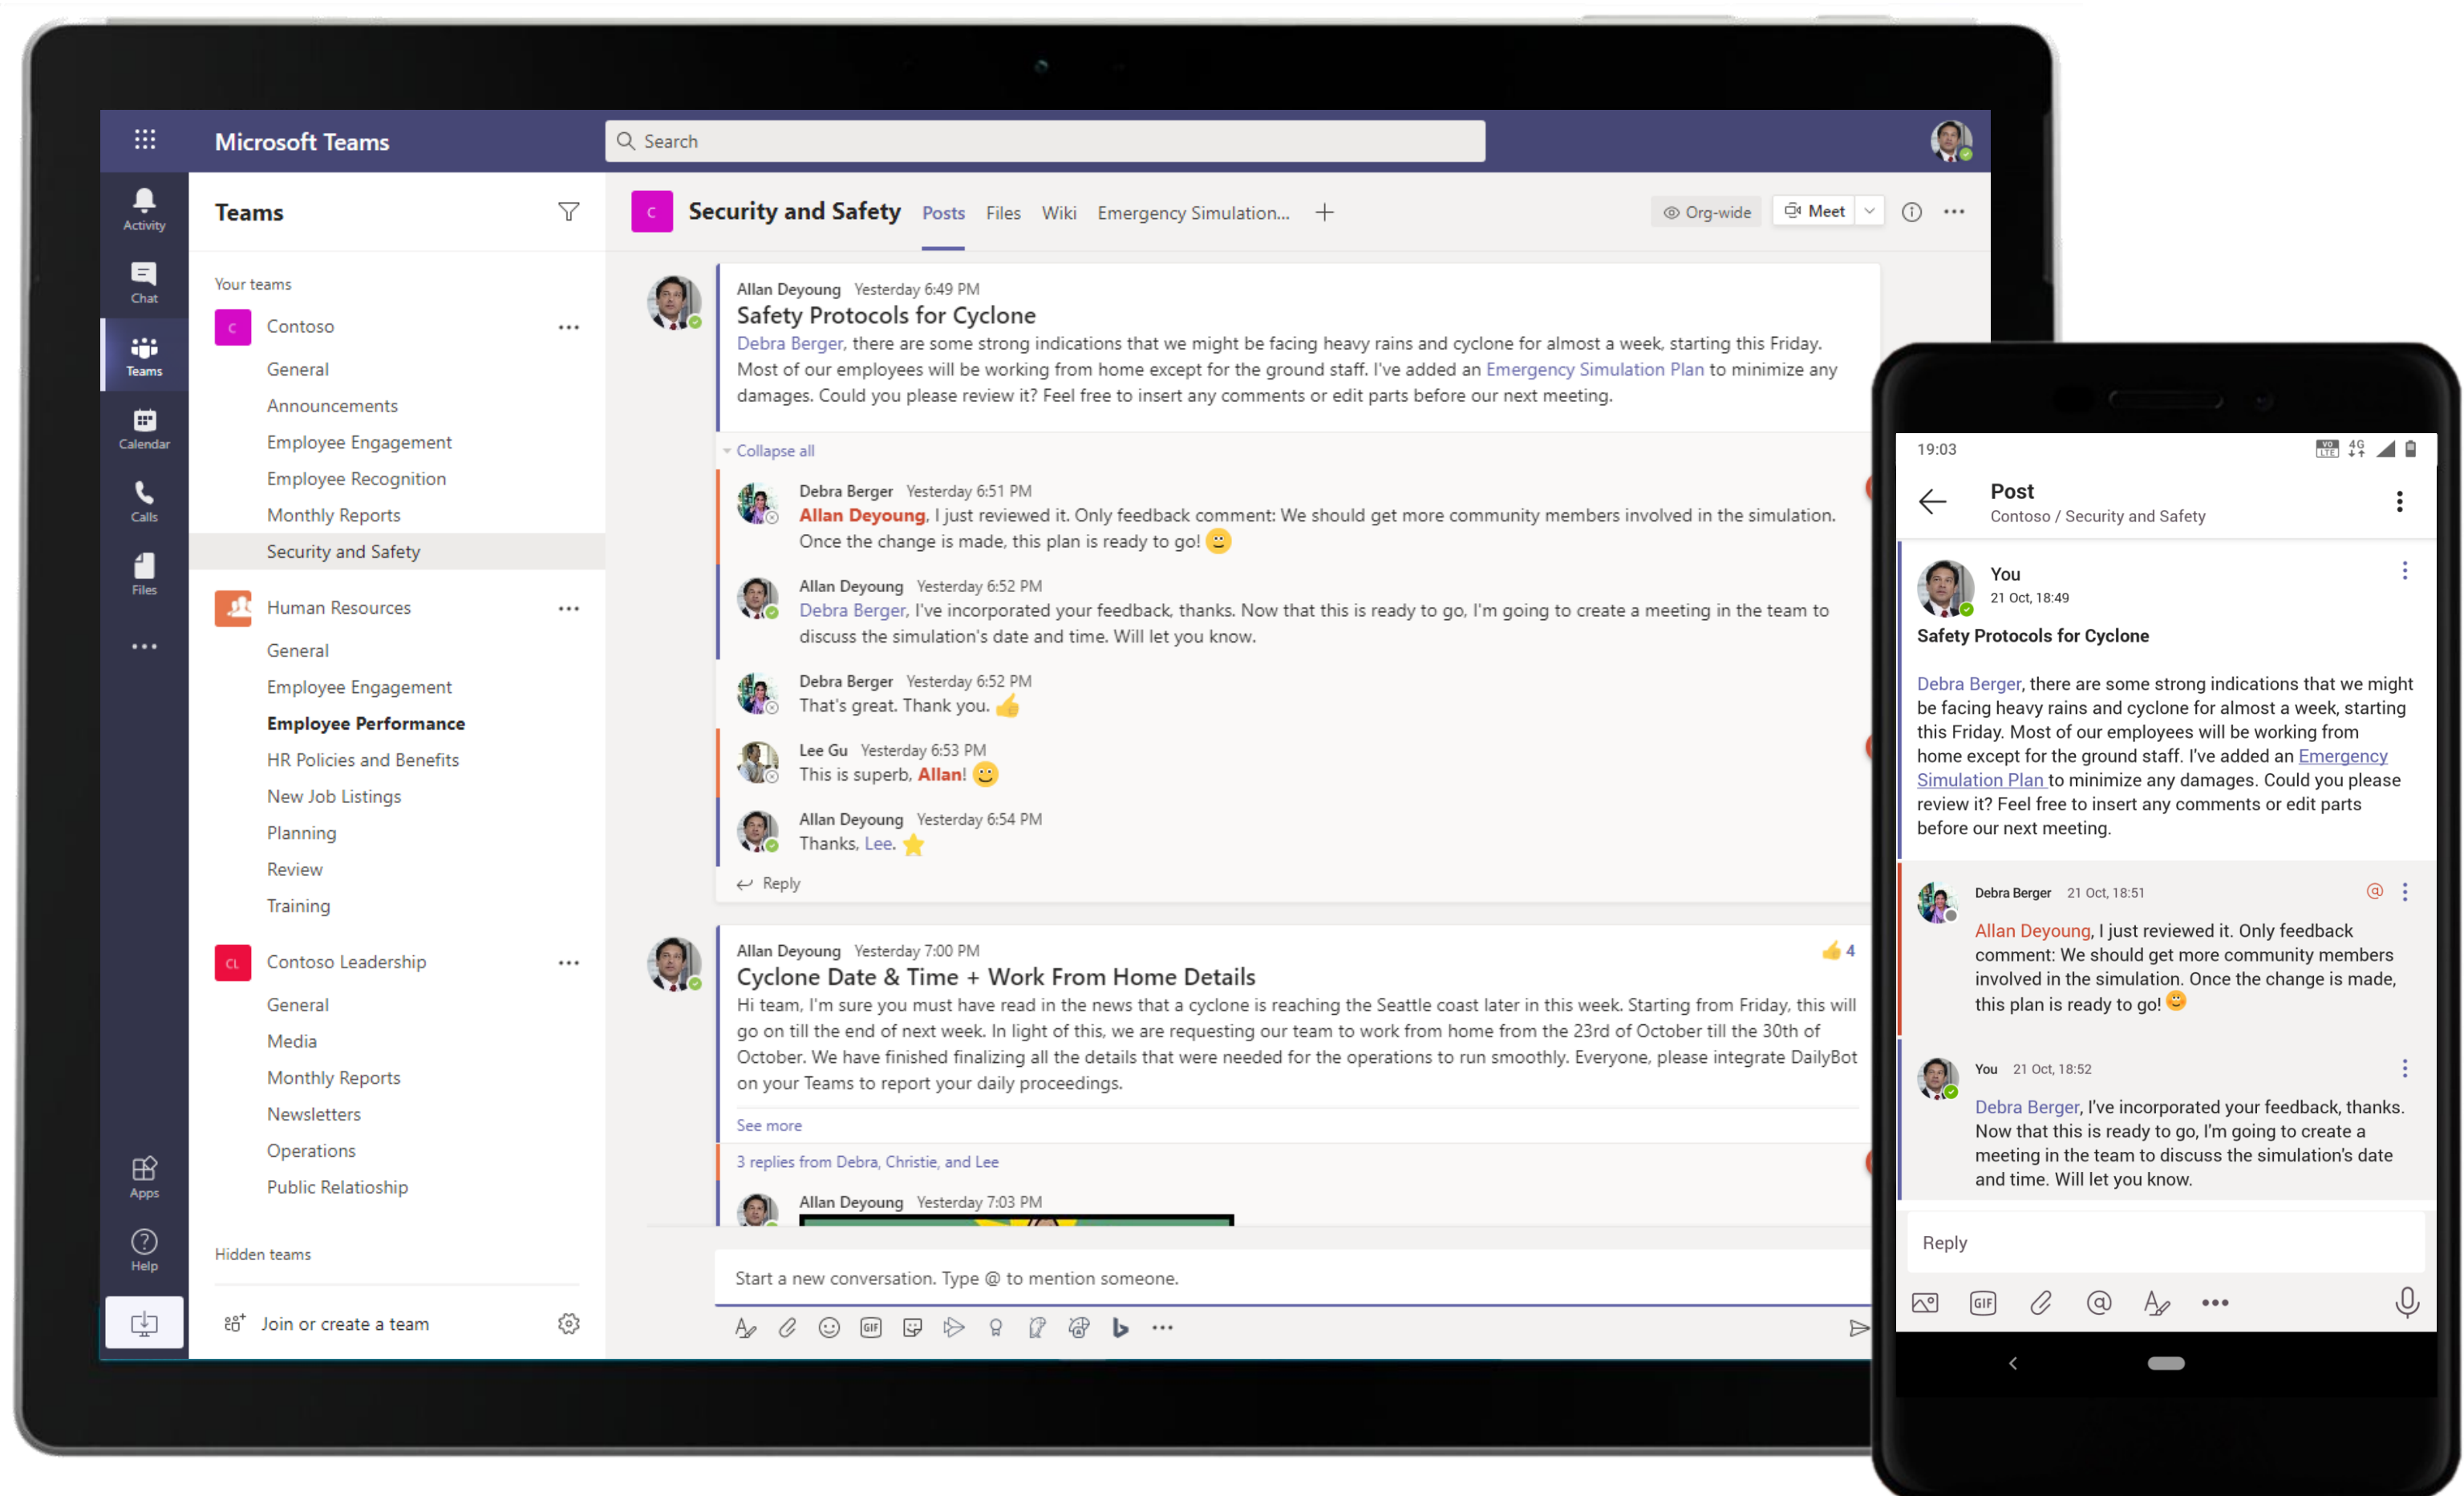 Microsoft Teams
Search
Activity
Chat
Teams
Calendar
Calls
Files
Apps
Help
Teams
Your teams
C
Contoso
General
Announcements
Employee Engagement
Employee Recognition
Monthly Reports
Security and Safety
Human Resources
General
Employee Engagement
Employee Performance
HR Policies and Benefits
New Job Listings
Planning
Review
Training
CL
Contoso Leadership
General
Media
Monthly Reports
Newsletters
Operations
Public Relatioship
Hidden teams
Join or create a team
C
Security and Safety Posts Files Wiki Emergency Simulation...
Org-wide
Meet
Allan Deyoung Yesterday 6:49 PM
Safety Protocols for Cyclone
Debra Berger, there are some strong indications that we might be facing heavy rains and cyclone for almost a week, starting this Friday.
Most of our employees will be working from home except for the ground staff. I've added an Emergency Simulation Plan to minimize any
damages. Could you please review it? Feel free to insert any comments or edit parts before our next meeting.
Collapse all
Debra Berger Yesterday 6:51 PM
Allan Deyoung, I just reviewed it. Only feedback comment: We should get more community members involved in the simulation.
Once the change is made, this plan is ready to go!
Allan Deyoung Yesterday 6:52 PM
Debra Berger, I've incorporated your feedback, thanks. Now that this is ready to go, I'm going to create a meeting in the team to
discuss the simulation's date and time. Will let you know.
Debra Berger Yesterday 6:52 PM
That's great. Thank you.
Lee Gu Yesterday 6:53 PM
This is superb, Allan!
Allan Deyoung Yesterday 6:54 PM
Thanks, Lee.
Reply
Allan Deyoung Yesterday 7:00 PM
4
Cyclone Date & Time + Work From Home Details
Hi team, I'm sure you must have read in the news that a cyclone is reaching the Seattle coast later in this week. Starting from Friday, this will
go on till the end of next week. In light of this, we are requesting our team to work from home from the 23rd of October till the 30th of
October. We have finished finalizing all the details that were needed for the operations to run smoothly. Everyone, please integrate DailyBot
on your Teams to report your daily proceedings.
See more
3 replies from Debra, Christie, and Lee
Allan Deyoung Yesterday 7:03 PM
Start a new conversation. Type @ to mention someone.
GIF
19:03
VO
LTE
4G
Post
Contoso / Security and Safety
You
21 Oct, 18:49
Safety Protocols for Cyclone
Debra Berger, there are some strong indications that we might
be facing heavy rains and cyclone for almost a week, starting
this Friday. Most of our employees will be working from
home except for the ground staff. I've added an Emergency
Simulation Plan to minimize any damages. Could you please
review it? Feel free to insert any comments or edit parts
before our next meeting.
Debra Berger 21 Oct, 18:51
@
Allan Deyoung, I just reviewed it. Only feedback
comment: We should get more community members
involved in the simulation. Once the change is made,
this plan is ready to go!
You 21 Oct, 18:52
Debra Berger, I've incorporated your feedback, thanks.
Now that this is ready to go, I'm going to create a
meeting in the team to discuss the simulation's date
and time. Will let you know.
Reply
GIF
@